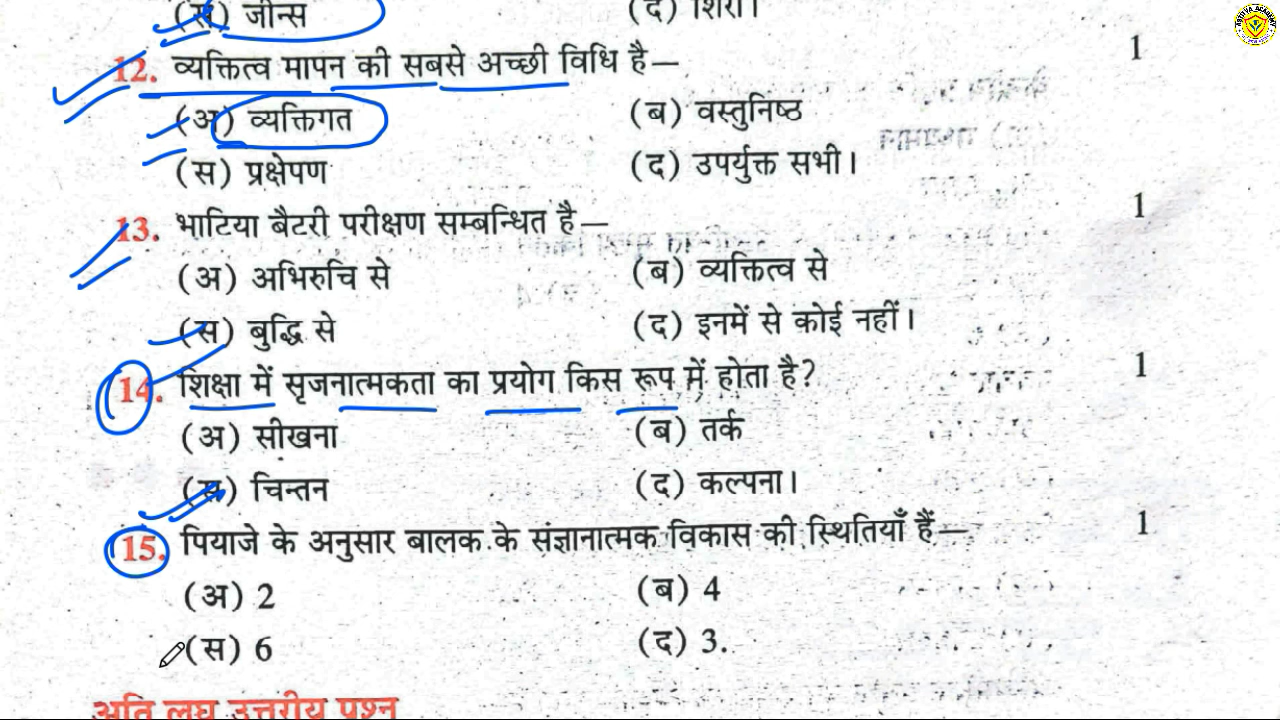 (स) जीन्स (द) शिरा।
12. व्यक्तित्व मापन की सबसे अच्छी विधि है— 1
(अ) व्यक्तिगत (ब) वस्तुनिष्ठ
(स) प्रक्षेपण (द) उपर्युक्त सभी।
13. भाटिया बैटरी परीक्षण सम्बन्धित है— 1
(अ) अभिरुचि से (ब) व्यक्तित्व से
(स) बुद्धि से (द) इनमें से कोई नहीं।
14. शिक्षा में सृजनात्मकता का प्रयोग किस रूप में होता है? 1
(अ) सीखना (ब) तर्क
(स) चिन्तन (द) कल्पना।
15. पियाजे के अनुसार बालक के संज्ञानात्मक विकास की स्थितियाँ हैं— 1
(अ) 2 (ब) 4
(स) 6 (द) 3.
अति लघु उत्तरीय प्रश्न